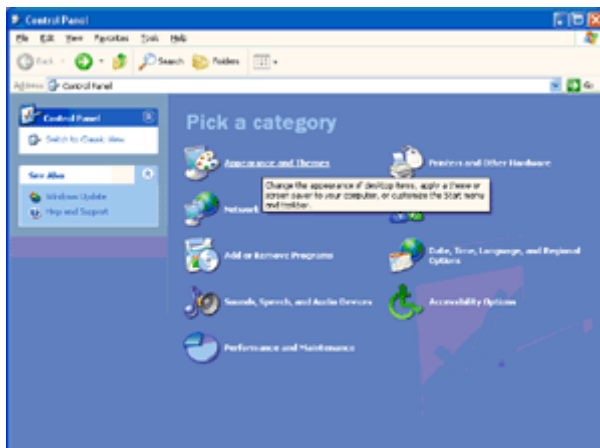 Control Panel
File Edit View Favorites Tools Help
Back Search Folders
Address Control Panel Go
Control Panel
Switch to Classic View
See Also
Windows Update
Help and Support
Pick a category
Appearance and Themes
Printers and Other Hardware
Change the appearance of desktop items, apply a theme or
screen saver to your computer, or customize the Start menu
and taskbar.
Network
Add or Remove Programs
Date, Time, Language, and Regional
Options
Sounds, Speech, and Audio Devices
Accessibility Options
Performance and Maintenance